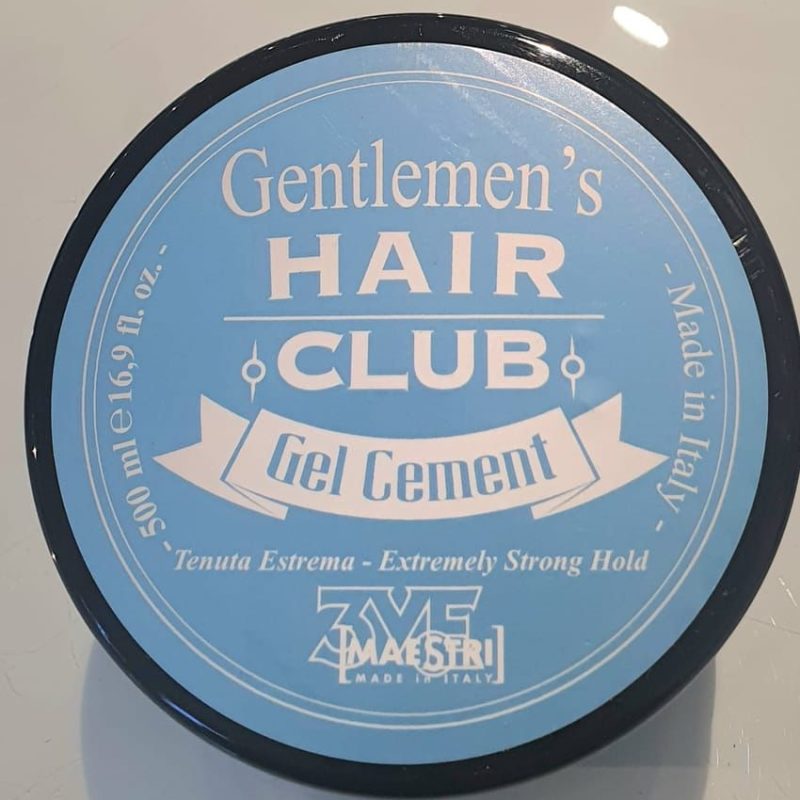 Gentlemen's
HAIR
CLUB
Gel Cement
Tenuta Estrema - Extremely Strong Hold
3VE
[MAESTRI]
MADE in ITALY
- 500 ml ℮ 16,9 fl. oz. -
- Made in Italy -